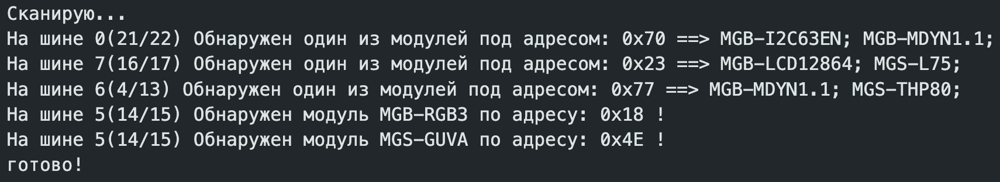 Сканирую...
На шине 0(21/22) Обнаружен один из модулей под адресом: 0x70 ==> MGB-I2C63EN; MGB-MDYN1.1;
На шине 7(16/17) Обнаружен один из модулей под адресом: 0x23 ==> MGB-LCD12864; MGS-L75;
На шине 6(4/13) Обнаружен один из модулей под адресом: 0x77 ==> MGB-MDYN1.1; MGS-THP80;
На шине 5(14/15) Обнаружен модуль MGB-RGB3 по адресу: 0x18 !
На шине 5(14/15) Обнаружен модуль MGS-GUVA по адресу: 0x4E !
готово!